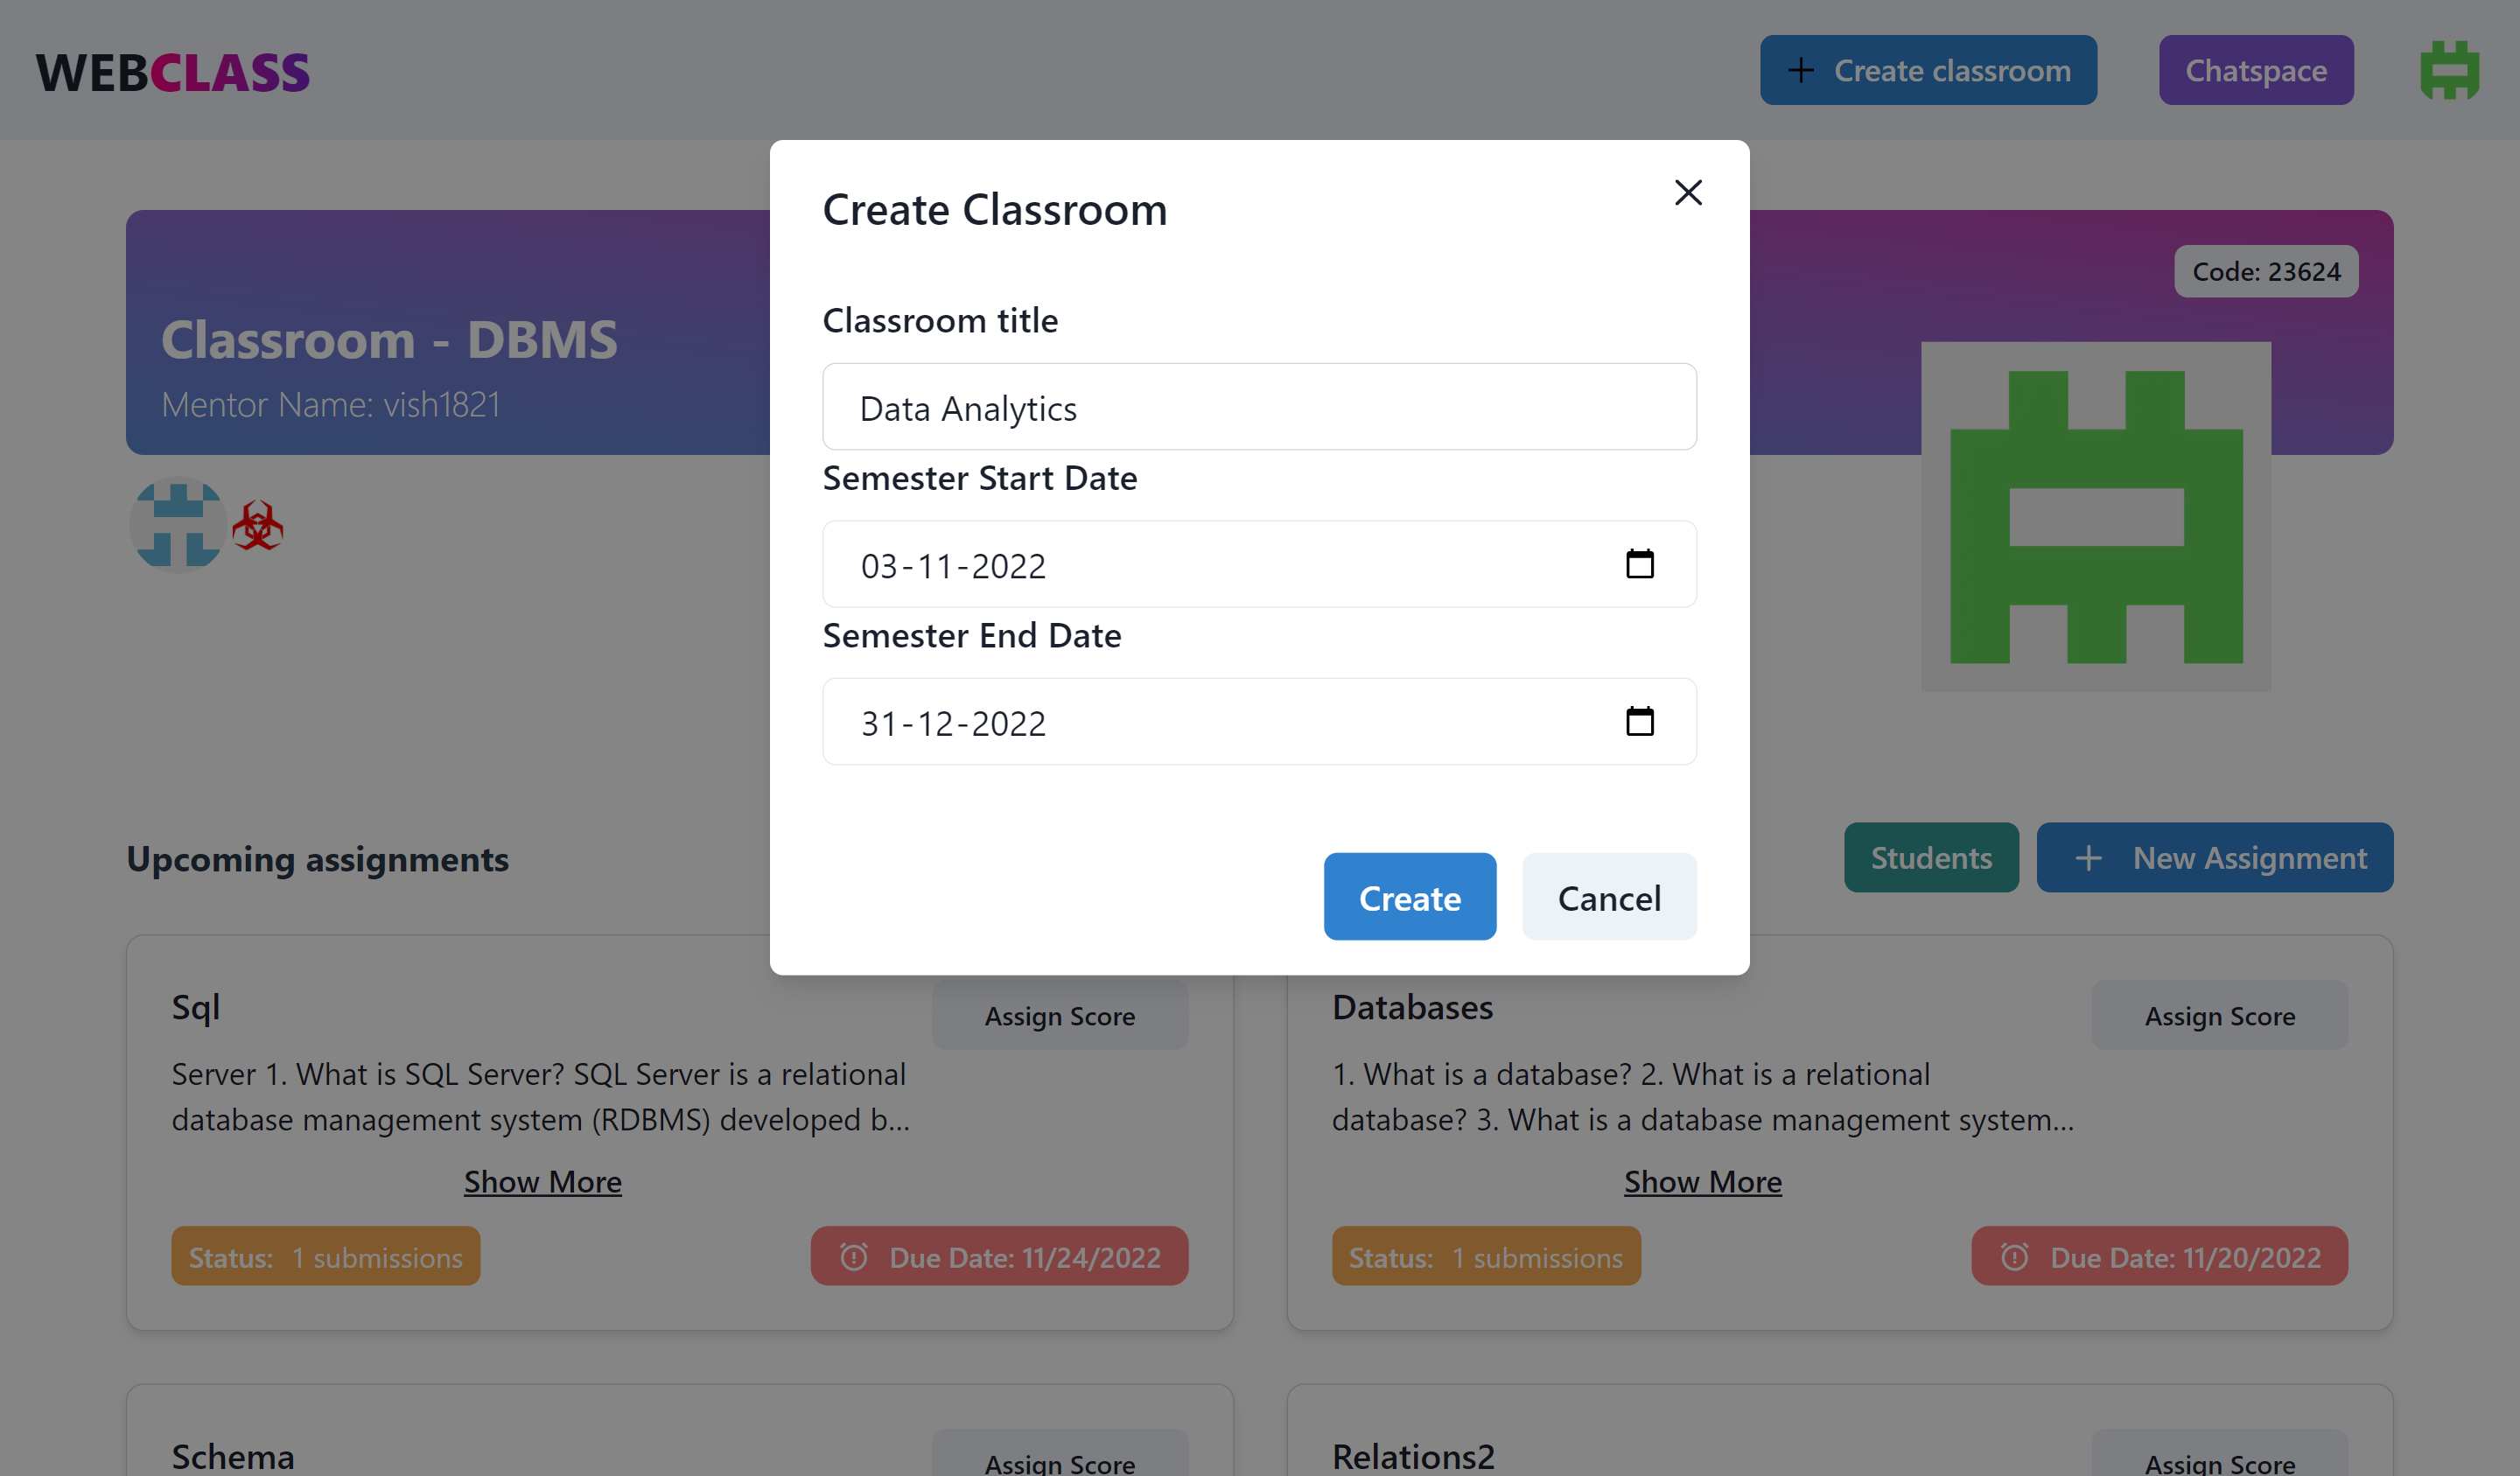 WEBCLASS
Create classroom
Chatspace
Create Classroom
Code: 23624
Classroom - DBMS
Mentor Name: vish1821
Classroom title
Data Analytics
Semester Start Date
03-11-2022
Semester End Date
31-12-2022
Create
Cancel
Upcoming assignments
Students
New Assignment
Sql
Assign Score
Server 1. What is SQL Server? SQL Server is a relational
database management system (RDBMS) developed b...
Show More
Status: 1 submissions
Due Date: 11/24/2022
Databases
Assign Score
1. What is a database? 2. What is a relational
database? 3. What is a database management system...
Show More
Status: 1 submissions
Due Date: 11/20/2022
Schema
Assign Score
Relations2
Assign Score